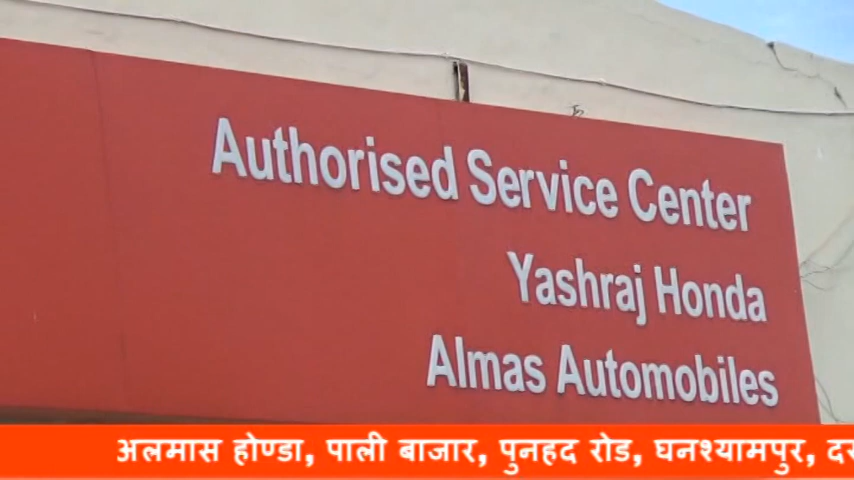 Authorised Service Center
Yashraj Honda
Almas Automobiles
अलमास होण्डा, पाली बाजार, पुनहद रोड, घनश्यामपुर,